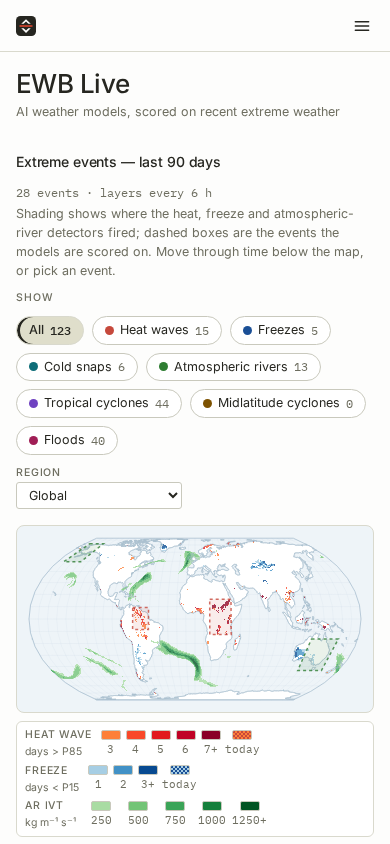 EWB Live
AI weather models, scored on recent extreme weather
Extreme events — last 90 days
28 events · layers every 6 h
Shading shows where the heat, freeze and atmospheric-
river detectors fired; dashed boxes are the events the
models are scored on. Move through time below the map,
or pick an event.
SHOW
All 123
Heat waves 15
Freezes 5
Cold snaps 6
Atmospheric rivers 13
Tropical cyclones 44
Midlatitude cyclones 0
Floods 40
REGION
Global
HEAT WAVE
days > P85
3 4 5 6 7+ today
FREEZE
days < P15
1 2 3+ today
AR IVT
kg m⁻¹ s⁻¹
250 500 750 1000 1250+